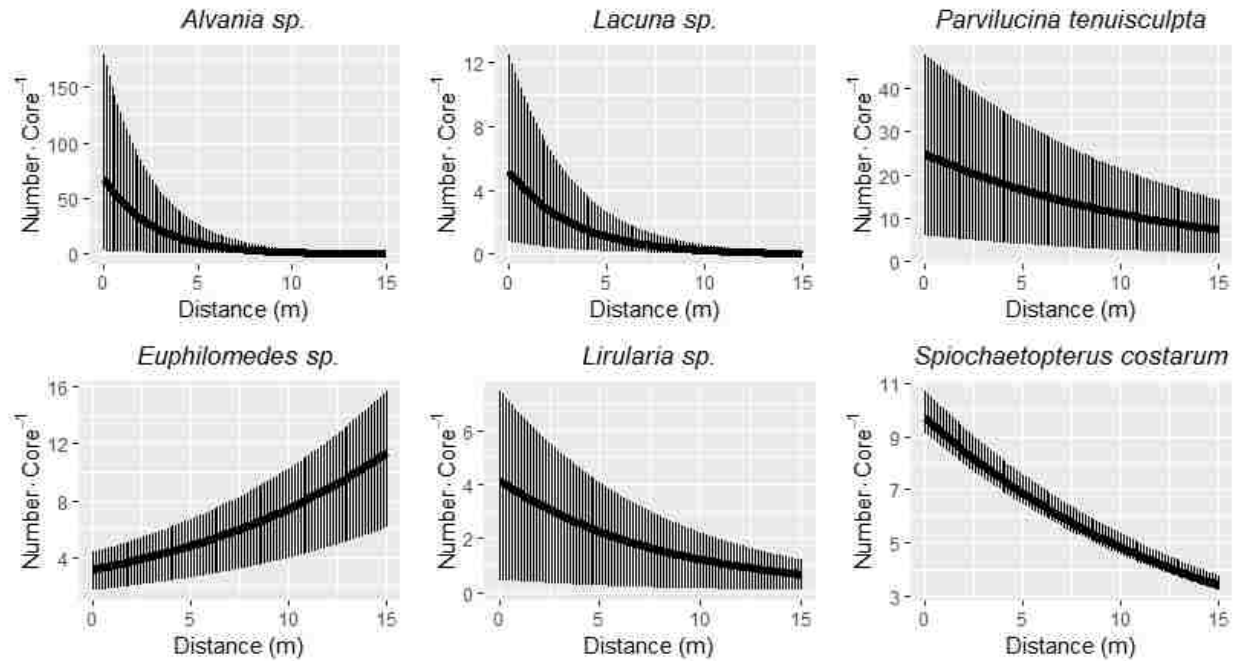 Alvania sp.
Number · Core⁻¹
150
100
50
0
0 5 10 15
Distance (m)
Lacuna sp.
Number · Core⁻¹
12
8
4
0
0 5 10 15
Distance (m)
Parvilucina tenuisculpta
Number · Core⁻¹
40
30
20
10
0
0 5 10 15
Distance (m)
Euphilomedes sp.
Number · Core⁻¹
16
12
8
4
0 5 10 15
Distance (m)
Lirularia sp.
Number · Core⁻¹
6
4
2
0
0 5 10 15
Distance (m)
Spiochaetopterus costarum
Number · Core⁻¹
11
9
7
5
3
0 5 10 15
Distance (m)